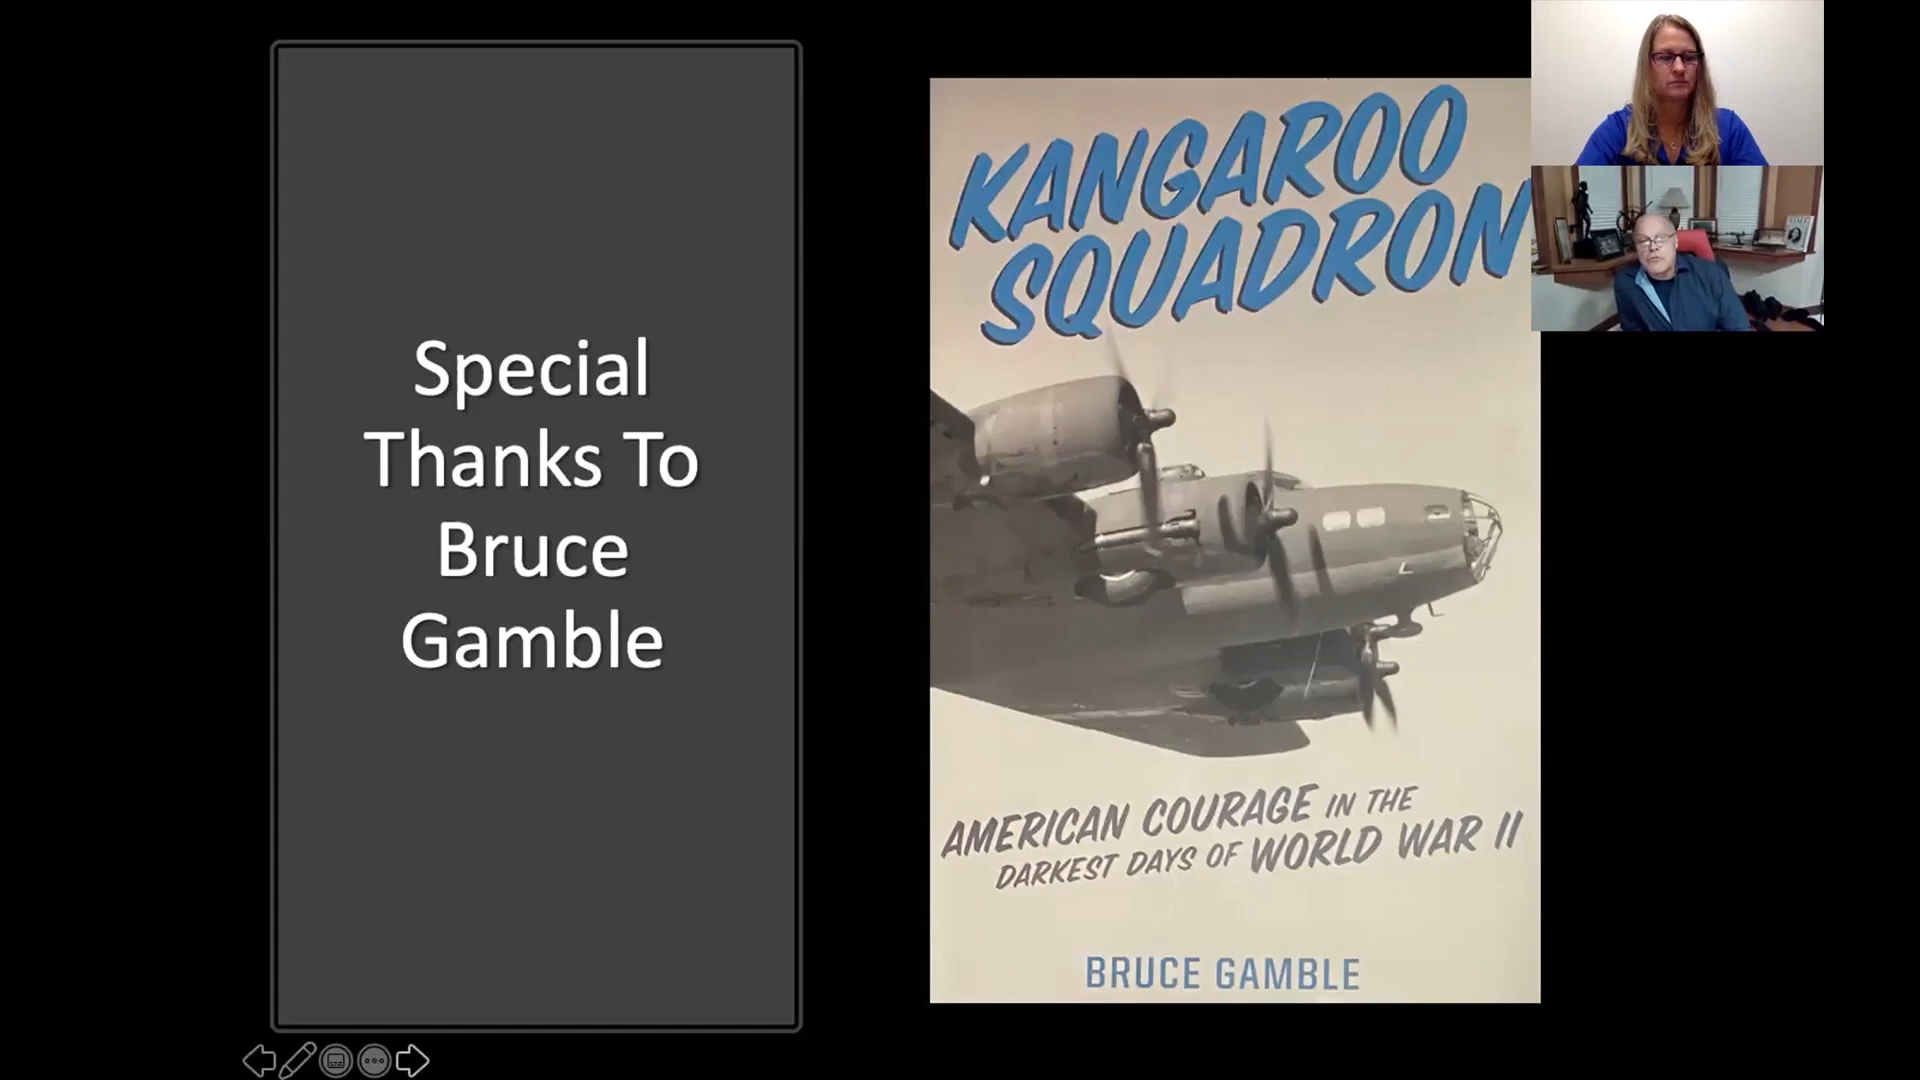 Special
Thanks To
Bruce
Gamble
KANGAROO
SQUADRON
AMERICAN COURAGE IN THE
DARKEST DAYS OF WORLD WAR II
BRUCE GAMBLE